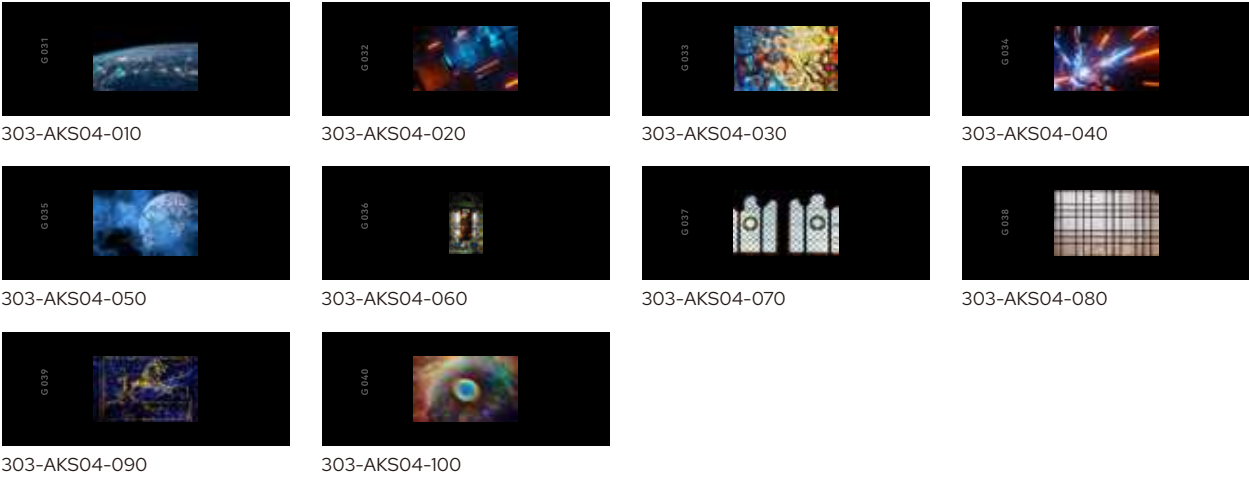 G 031
G 032
G 033
G 034
303-AKS04-010
303-AKS04-020
303-AKS04-030
303-AKS04-040
G 035
G 036
G 037
G 038
303-AKS04-050
303-AKS04-060
303-AKS04-070
303-AKS04-080
G 039
G 040
303-AKS04-090
303-AKS04-100